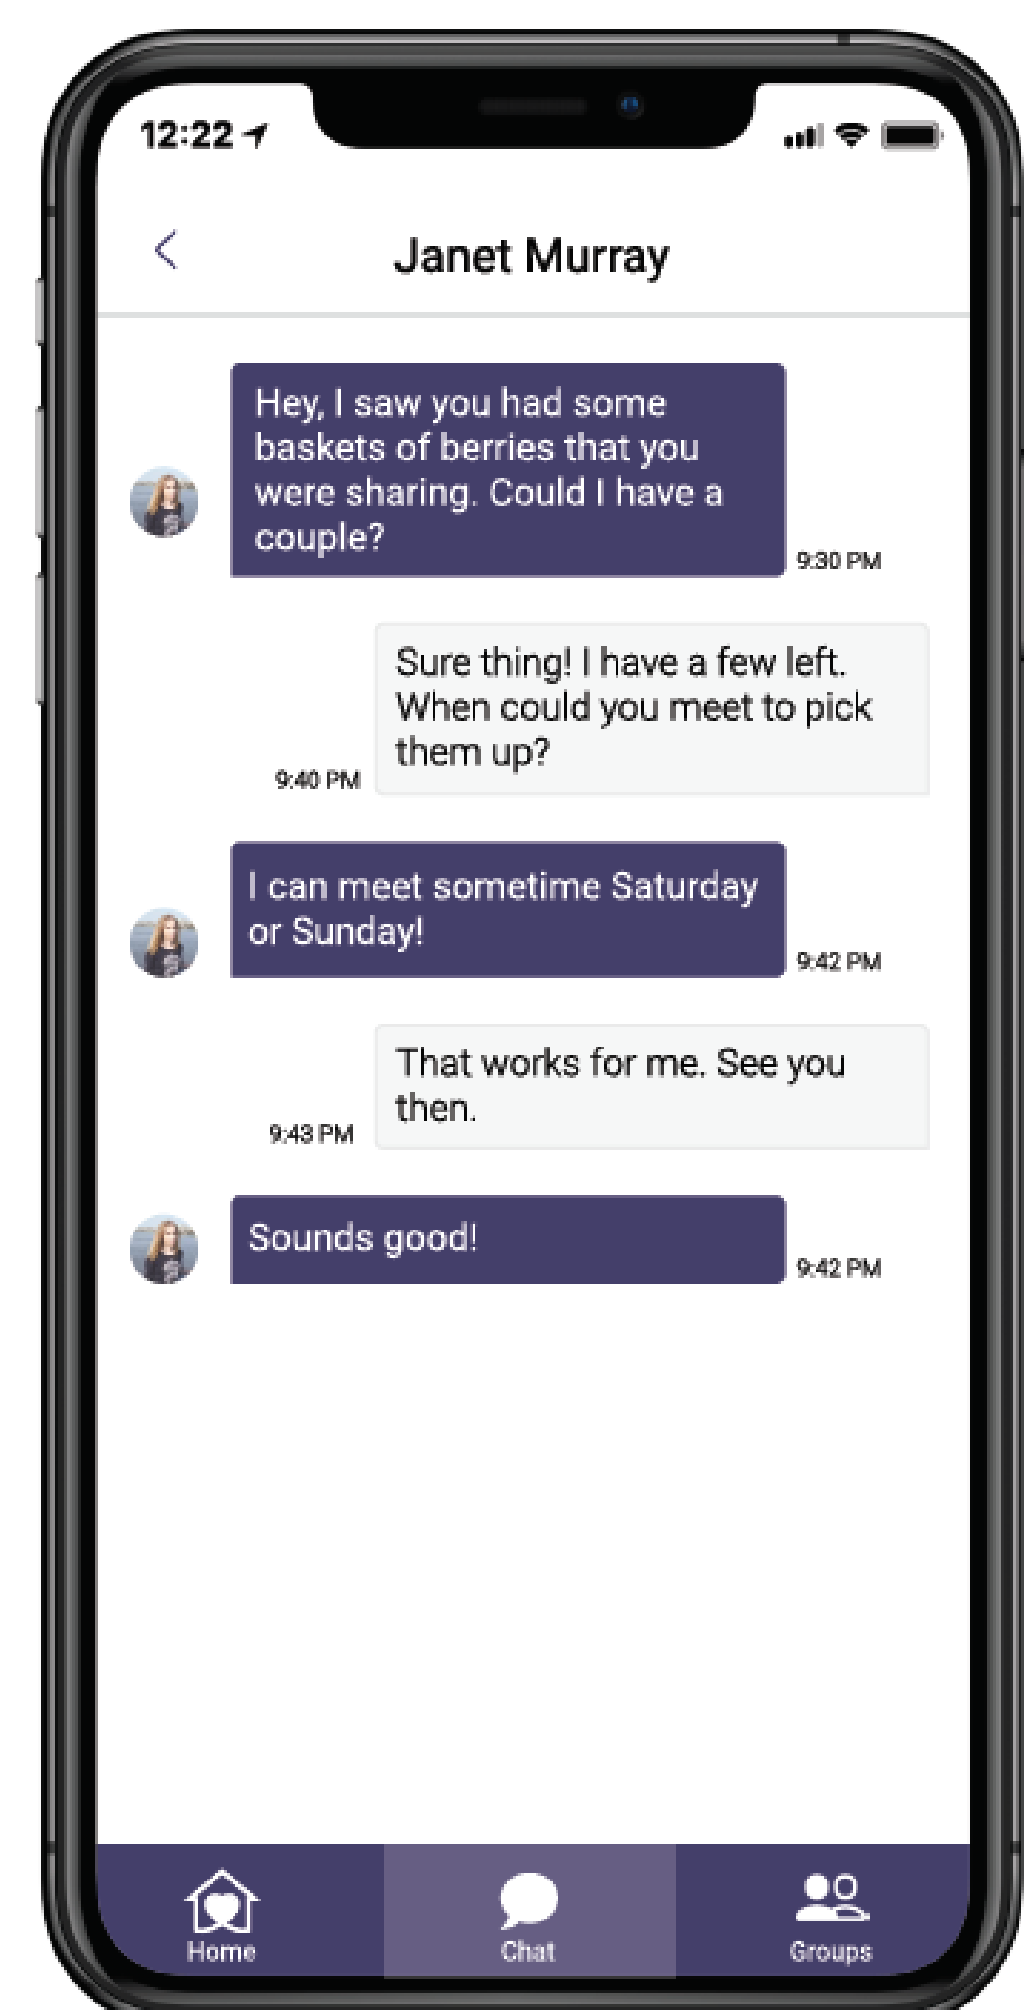 12:22
Janet Murray
Hey, I saw you had some
baskets of berries that you
were sharing. Could I have a
couple?
9:30 PM
Sure thing! I have a few left.
When could you meet to pick
them up?
9:40 PM
I can meet sometime Saturday
or Sunday!
9:42 PM
That works for me. See you
then.
9:43 PM
Sounds good!
9:42 PM
Home
Chat
Groups